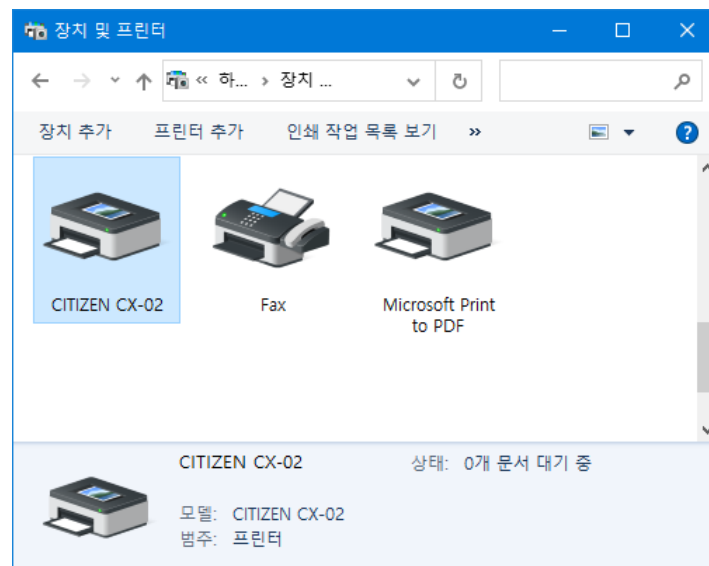 장치 및 프린터
« 하... › 장치 ...
장치 추가 프린터 추가 인쇄 작업 목록 보기 »
CITIZEN CX-02
Fax
Microsoft Print
to PDF
CITIZEN CX-02 상태: 0개 문서 대기 중
모델: CITIZEN CX-02
범주: 프린터